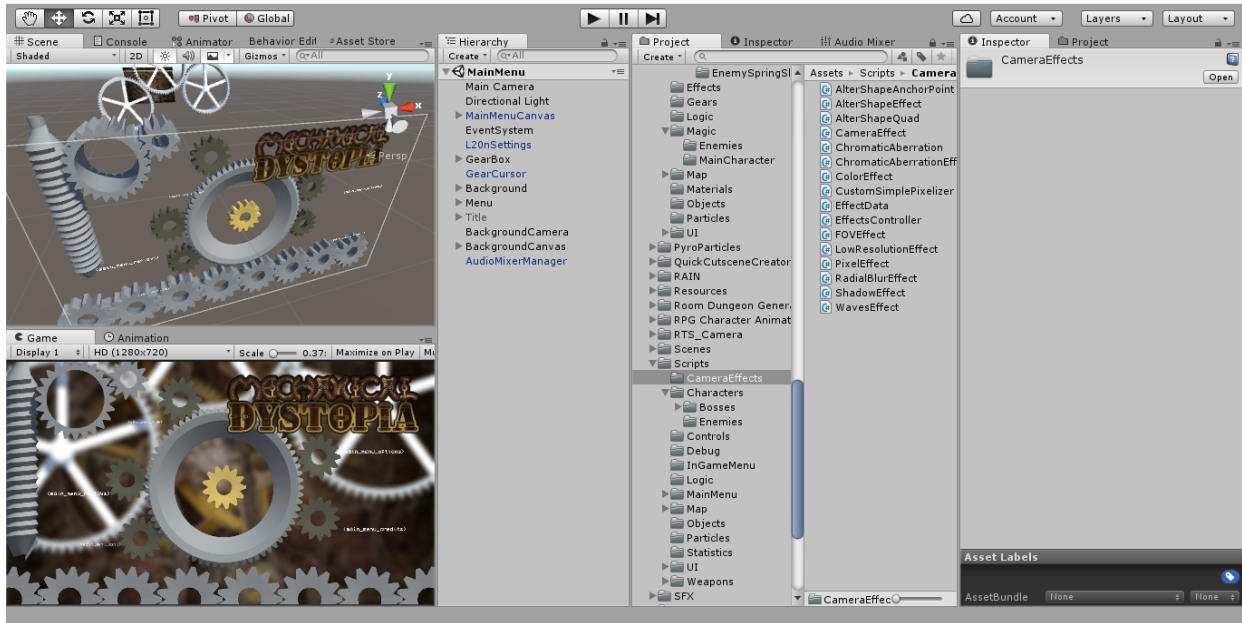 Pivot Global Account Layers Layout
Scene Console Animator Behavior Edit Asset Store
Shaded 2D Gizmos All
MECHANICAL
DYSTOPIA
Persp
y
z x
Game Animation
Display 1 HD (1280x720) Scale 0.37: Maximize on Play Mu
MECHANICAL
DYSTOPIA
(main_menu_options)
(main_menu_credits)
Hierarchy
Create All
MainMenu
Main Camera
Directional Light
MainMenuCanvas
EventSystem
L20nSettings
GearBox
GearCursor
Background
Menu
Title
BackgroundCamera
BackgroundCanvas
AudioMixerManager
Project Inspector Audio Mixer
Create
EnemySpringSl
Effects
Gears
Logic
Magic
Enemies
MainCharacter
Map
Materials
Objects
Particles
UI
PyroParticles
QuickCutsceneCreator
RAIN
Resources
Room Dungeon Genera
RPG Character Animat
RTS_Camera
Scenes
Scripts
CameraEffects
Characters
Bosses
Enemies
Controls
Debug
InGameMenu
Logic
MainMenu
Map
Objects
Particles
Statistics
UI
Weapons
SFX
Assets Scripts Camera
AlterShapeAnchorPoint
AlterShapeEffect
AlterShapeQuad
CameraEffect
ChromaticAberration
ChromaticAberrationEff
ColorEffect
CustomSimplePixelizer
EffectData
EffectsController
FOVEffect
LowResolutionEffect
PixelEffect
RadialBlurEffect
ShadowEffect
WavesEffect
CameraEffec
Inspector Project
CameraEffects
Open
Asset Labels
AssetBundle None None